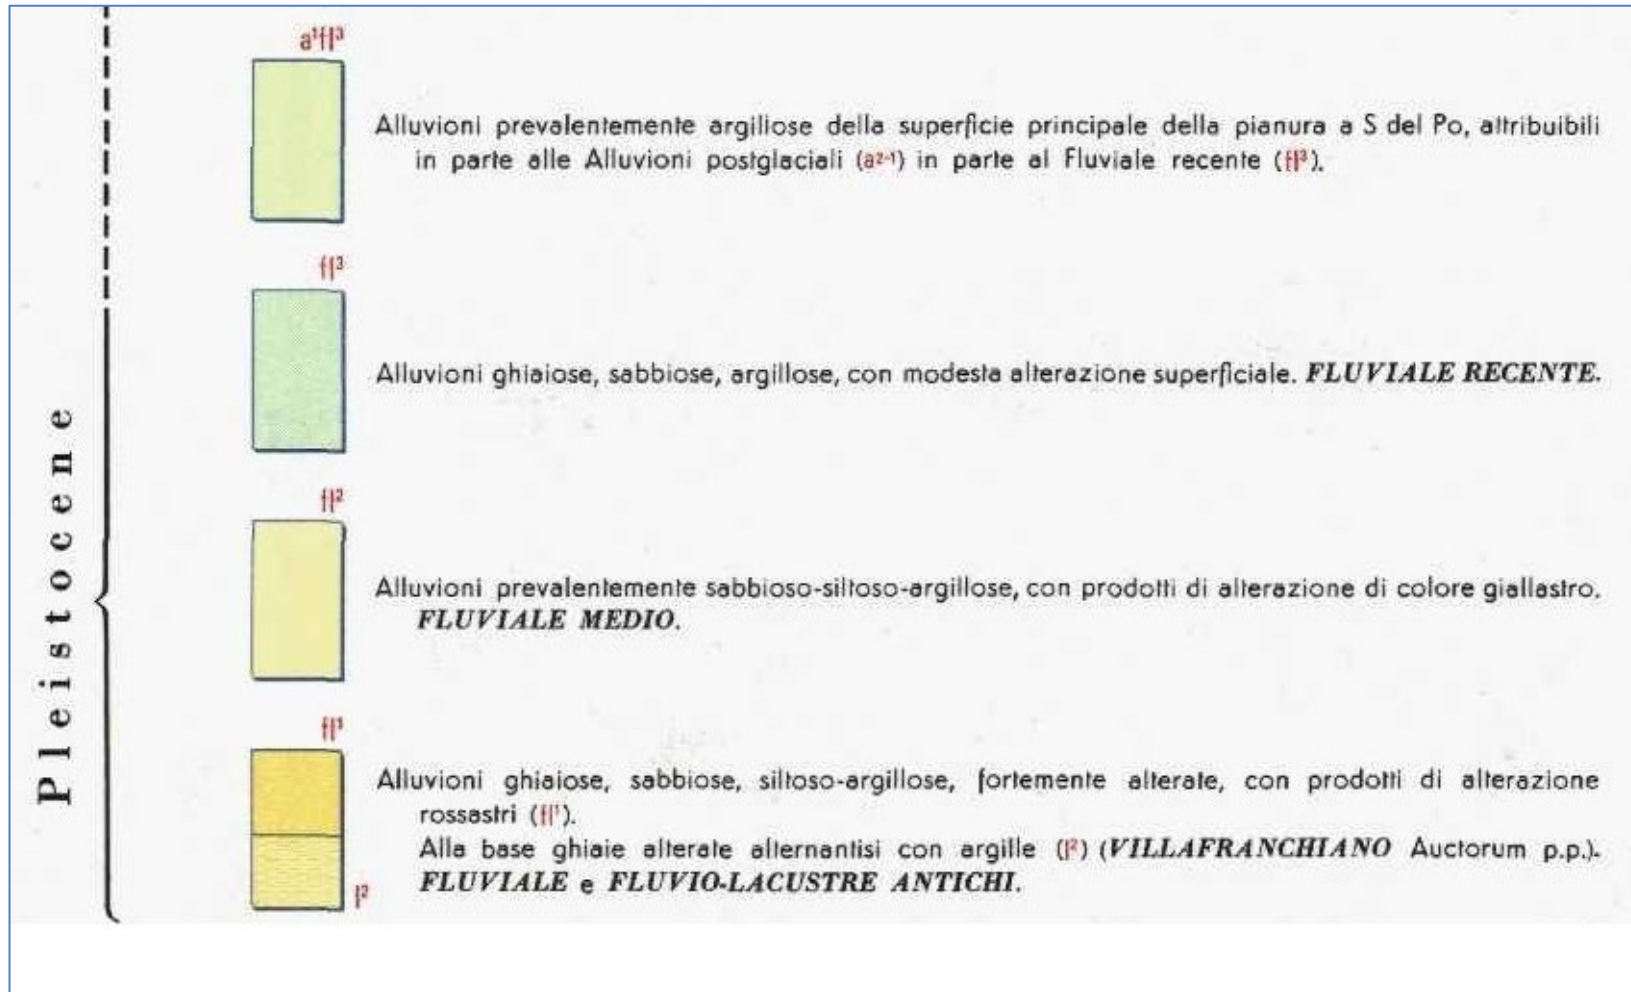 a¹fl³
Alluvioni prevalentemente argillose della superficie principale della pianura a S del Po, attribuibili
in parte alle Alluvioni postglaciali (a²⁻¹) in parte al Fluviale recente (fl³).
fl³
Alluvioni ghiaiose, sabbiose, argillose, con modesta alterazione superficiale. FLUVIALE RECENTE.
fl²
Alluvioni prevalentemente sabbioso-siltoso-argillose, con prodotti di alterazione di colore giallastro.
FLUVIALE MEDIO.
fl¹
Alluvioni ghiaiose, sabbiose, siltoso-argillose, fortemente alterate, con prodotti di alterazione
rossastri (fl¹).
Alla base ghiaie alterate alternantisi con argille (l²) (VILLAFRANCHIANO Auctorum p.p.).
FLUVIALE e FLUVIO-LACUSTRE ANTICHI.
l²
Pleistocene